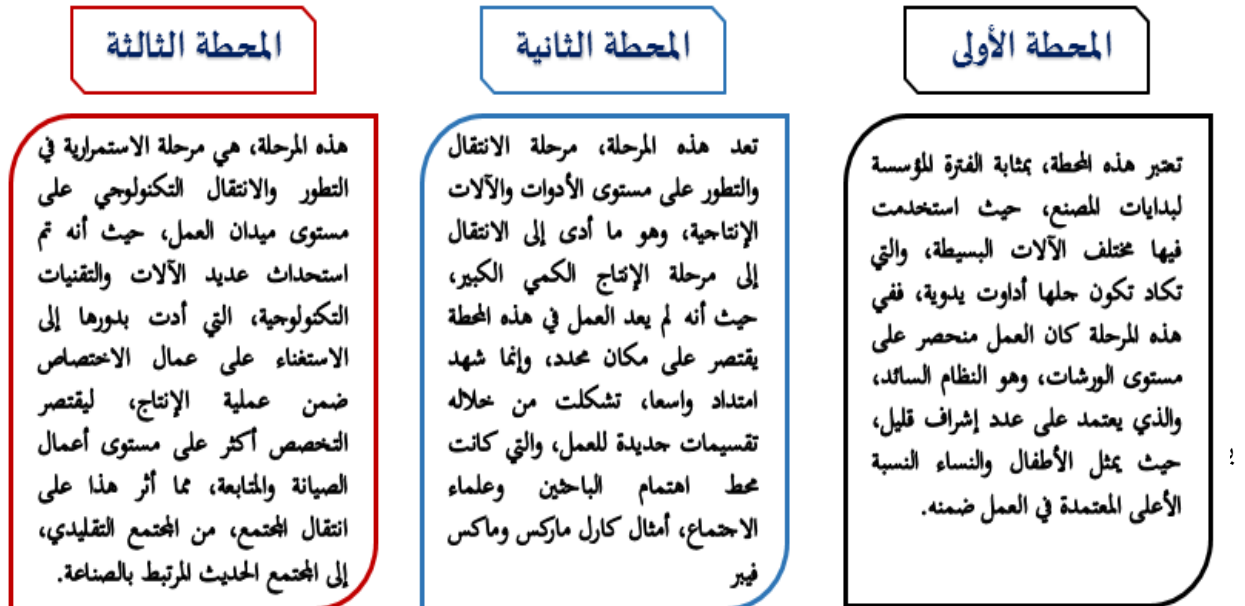 المحطة الأولى
تعتبر هذه المحطة، بمثابة الفترة المؤسسة
لبدايات المصنع، حيث استخدمت
فيها مختلف الآلات البسيطة، والتي
تكاد تكون جلها أداوت يدوية، ففي
هذه المرحلة كان العمل منحصر على
مستوى الورشات، وهو النظام السائد،
والذي يعتمد على عدد إشراف قليل،
حيث يمثل الأطفال والنساء النسبة
الأعلى المعتمدة في العمل ضمنه.
المحطة الثانية
تعد هذه المرحلة، مرحلة الانتقال
والتطور على مستوى الأدوات والآلات
الإنتاجية، وهو ما أدى إلى الانتقال
إلى مرحلة الإنتاج الكمي الكبير،
حيث أنه لم يعد العمل في هذه المحطة
يقتصر على مكان محدد، وإنما شهد
امتداد واسعا، تشكلت من خلاله
تقسيمات جديدة للعمل، والتي كانت
محط اهتمام الباحثين وعلماء
الاجتماع، أمثال كارل ماركس وماكس
فيبر
المحطة الثالثة
هذه المرحلة، هي مرحلة الاستمرارية في
التطور والانتقال التكنولوجي على
مستوى ميدان العمل، حيث أنه تم
استحداث عديد الآلات والتقنيات
التكنولوجية، التي أدت بدورها إلى
الاستغناء على عمال الاختصاص
ضمن عملية الإنتاج، ليقتصر
التخصص أكثر على مستوى أعمال
الصيانة والمتابعة، مما أثر هذا على
انتقال المجتمع، من المجتمع التقليدي،
إلى المجتمع الحديث المرتبط بالصناعة.